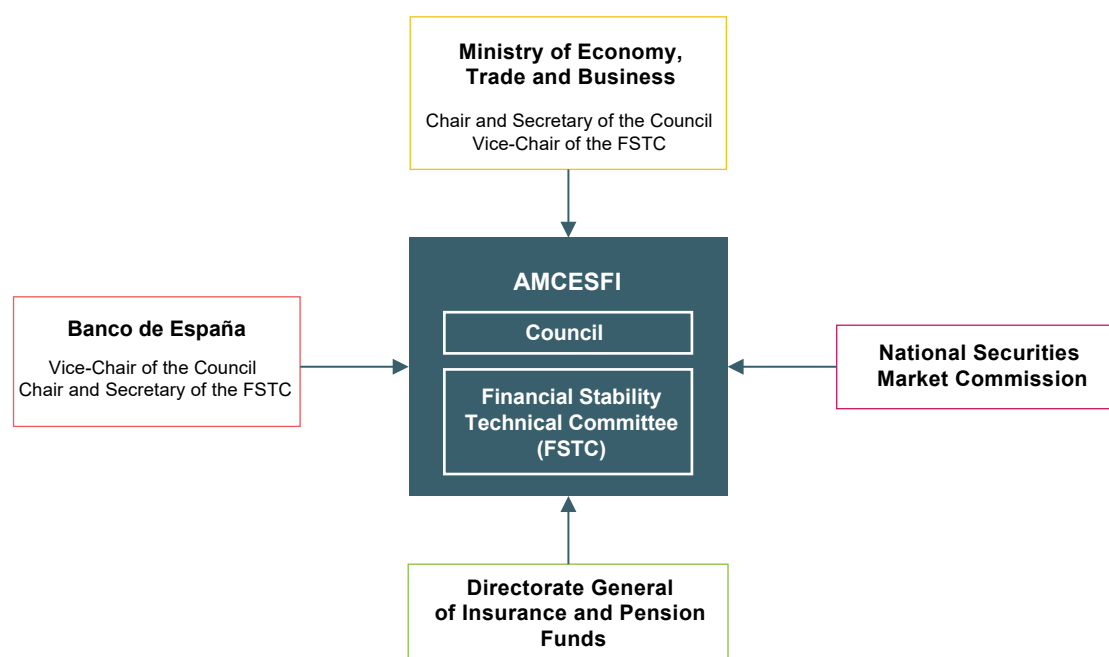 Ministry of Economy,
Trade and Business
Chair and Secretary of the Council
Vice-Chair of the FSTC
AMCESFI
Council
Financial Stability
Technical Committee
(FSTC)
Banco de España
Vice-Chair of the Council
Chair and Secretary of the FSTC
National Securities
Market Commission
Directorate General
of Insurance and Pension
Funds